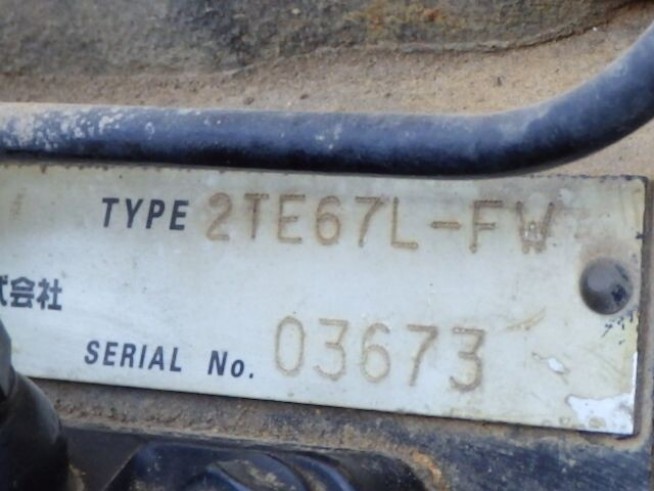 TYPE 2TE67L-FW
式会社
SERIAL No. 03673